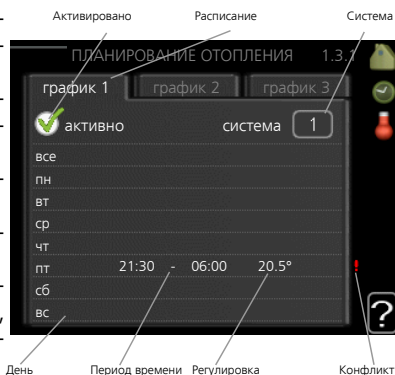 Активировано Расписание Система
ПЛАНИРОВАНИЕ ОТОПЛЕНИЯ 1.3.1
график 1 график 2 график 3
активно система 1
все
пн
вт
ср
чт
пт 21:30 - 06:00 20.5° !
сб
вс
?
День Период времени Регулировка Конфликт